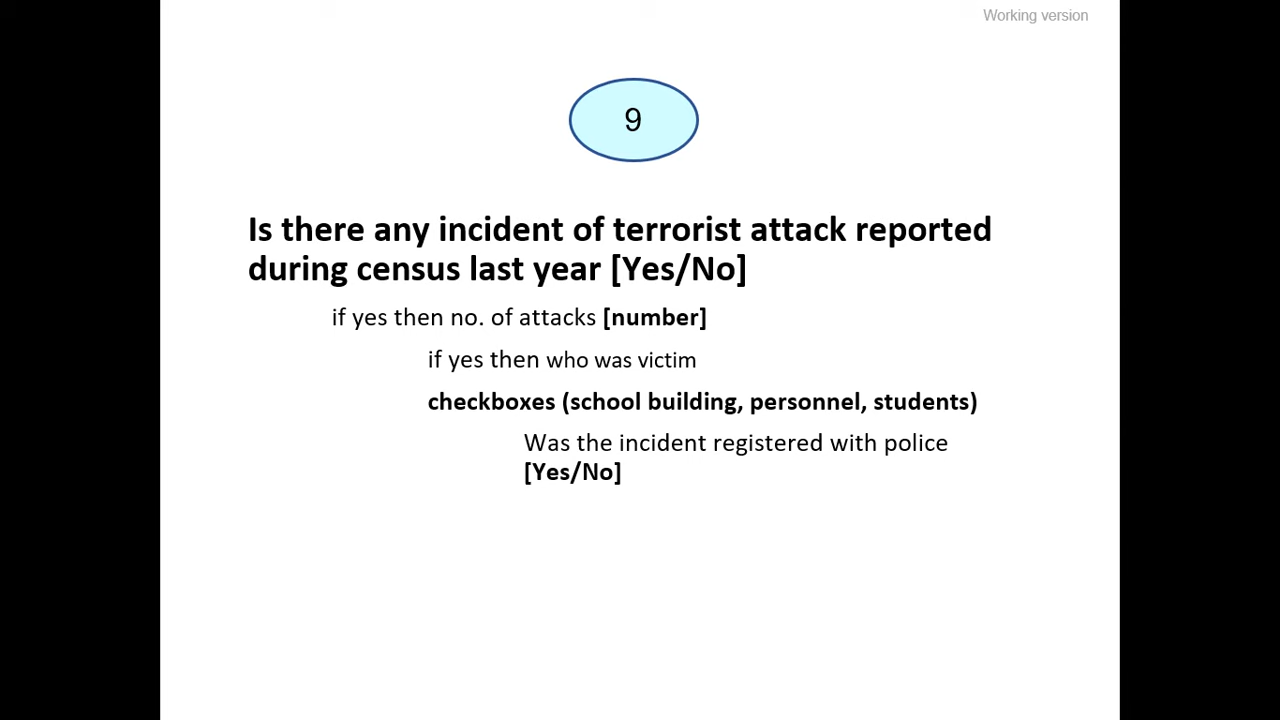 Working version
9
Is there any incident of terrorist attack reported
during census last year [Yes/No]
if yes then no. of attacks [number]
if yes then who was victim
checkboxes (school building, personnel, students)
Was the incident registered with police
[Yes/No]